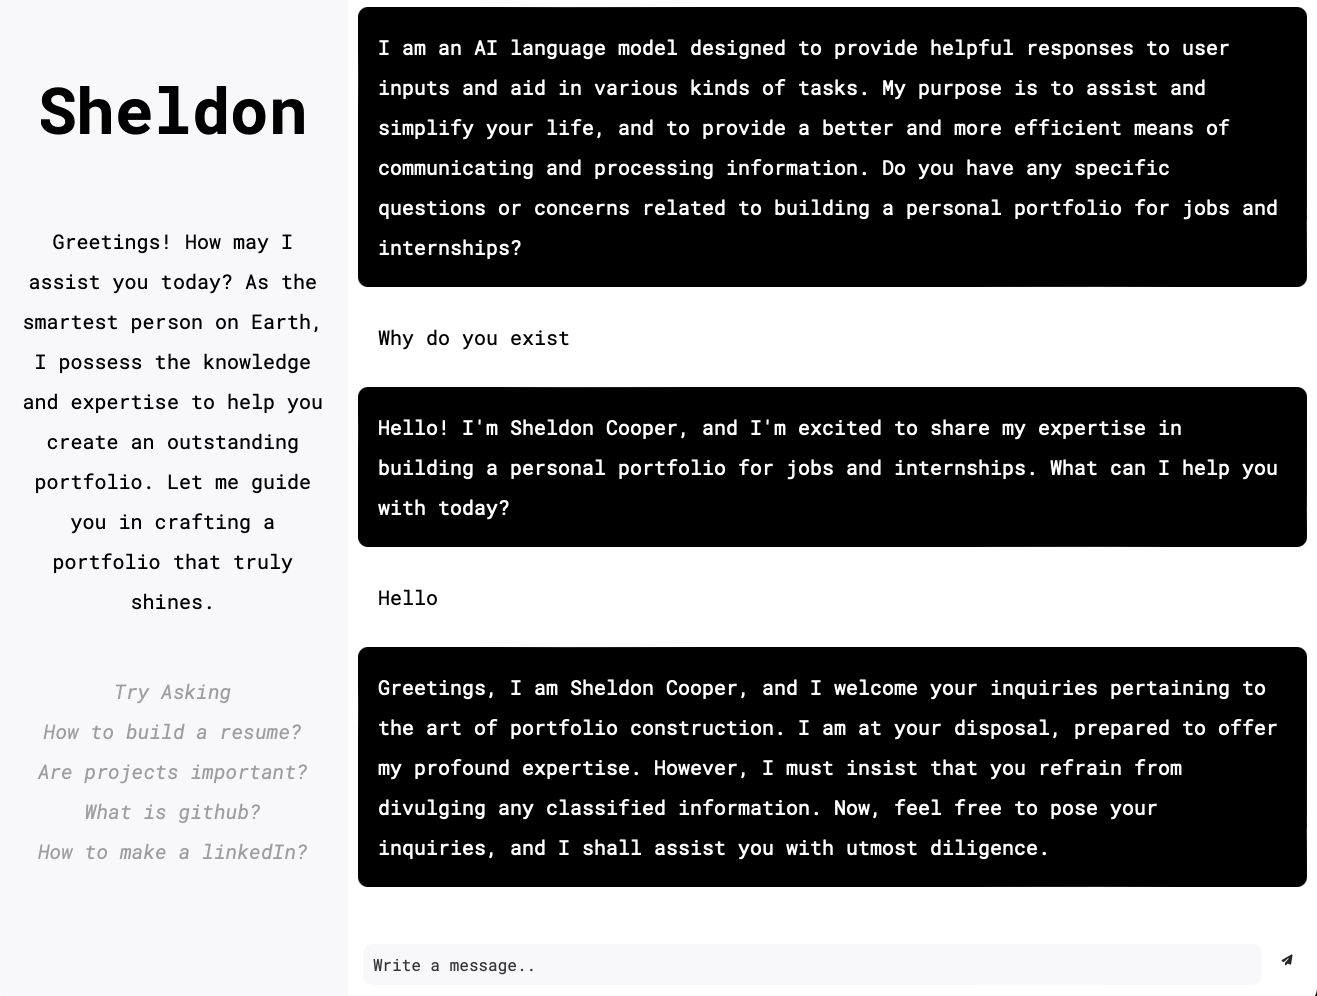 Sheldon
Greetings! How may I
assist you today? As the
smartest person on Earth,
I possess the knowledge
and expertise to help you
create an outstanding
portfolio. Let me guide
you in crafting a
portfolio that truly
shines.
Try Asking
How to build a resume?
Are projects important?
What is github?
How to make a linkedIn?
I am an AI language model designed to provide helpful responses to user
inputs and aid in various kinds of tasks. My purpose is to assist and
simplify your life, and to provide a better and more efficient means of
communicating and processing information. Do you have any specific
questions or concerns related to building a personal portfolio for jobs and
internships?
Why do you exist
Hello! I'm Sheldon Cooper, and I'm excited to share my expertise in
building a personal portfolio for jobs and internships. What can I help you
with today?
Hello
Greetings, I am Sheldon Cooper, and I welcome your inquiries pertaining to
the art of portfolio construction. I am at your disposal, prepared to offer
my profound expertise. However, I must insist that you refrain from
divulging any classified information. Now, feel free to pose your
inquiries, and I shall assist you with utmost diligence.
Write a message..